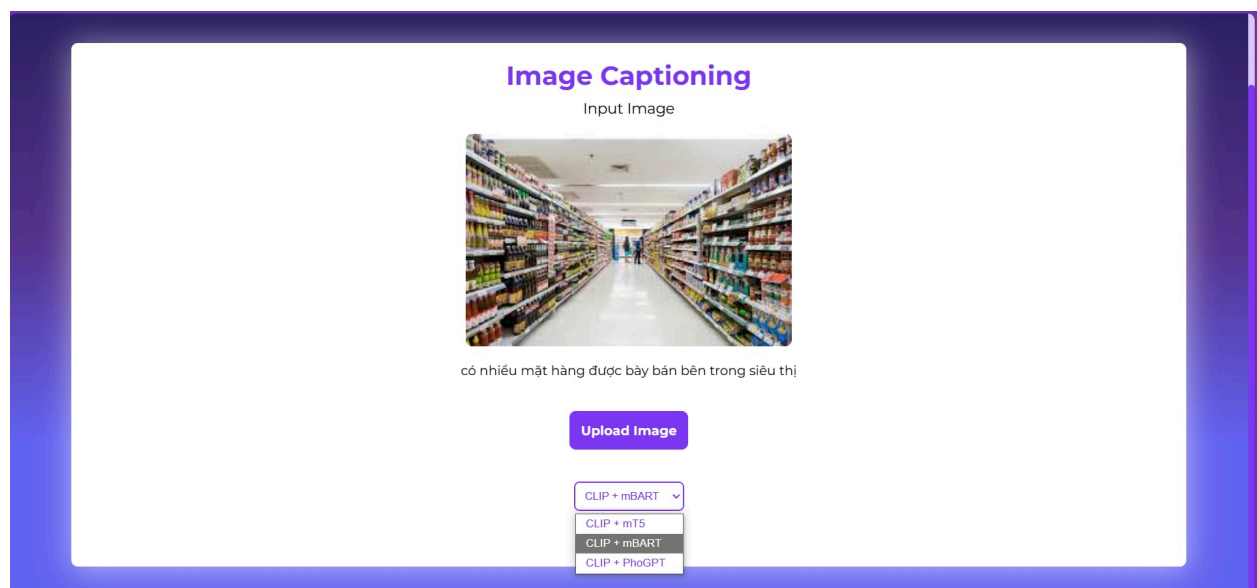 Image Captioning
Input Image
có nhiều mặt hàng được bày bán bên trong siêu thị
Upload Image
CLIP + mBART
CLIP + mT5
CLIP + mBART
CLIP + PhoGPT